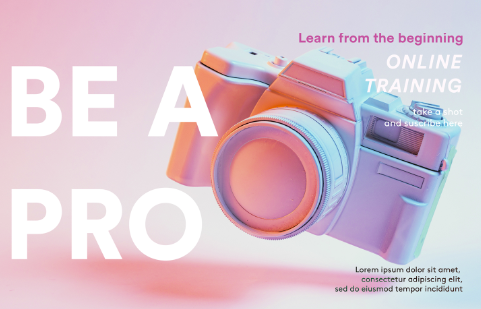 Learn from the beginning
ONLINE
TRAINING
take a shot
and suscribe here
BE A
PRO
Lorem ipsum dolor sit amet,
consectetur adipiscing elit,
sed do eiusmod tempor incididunt